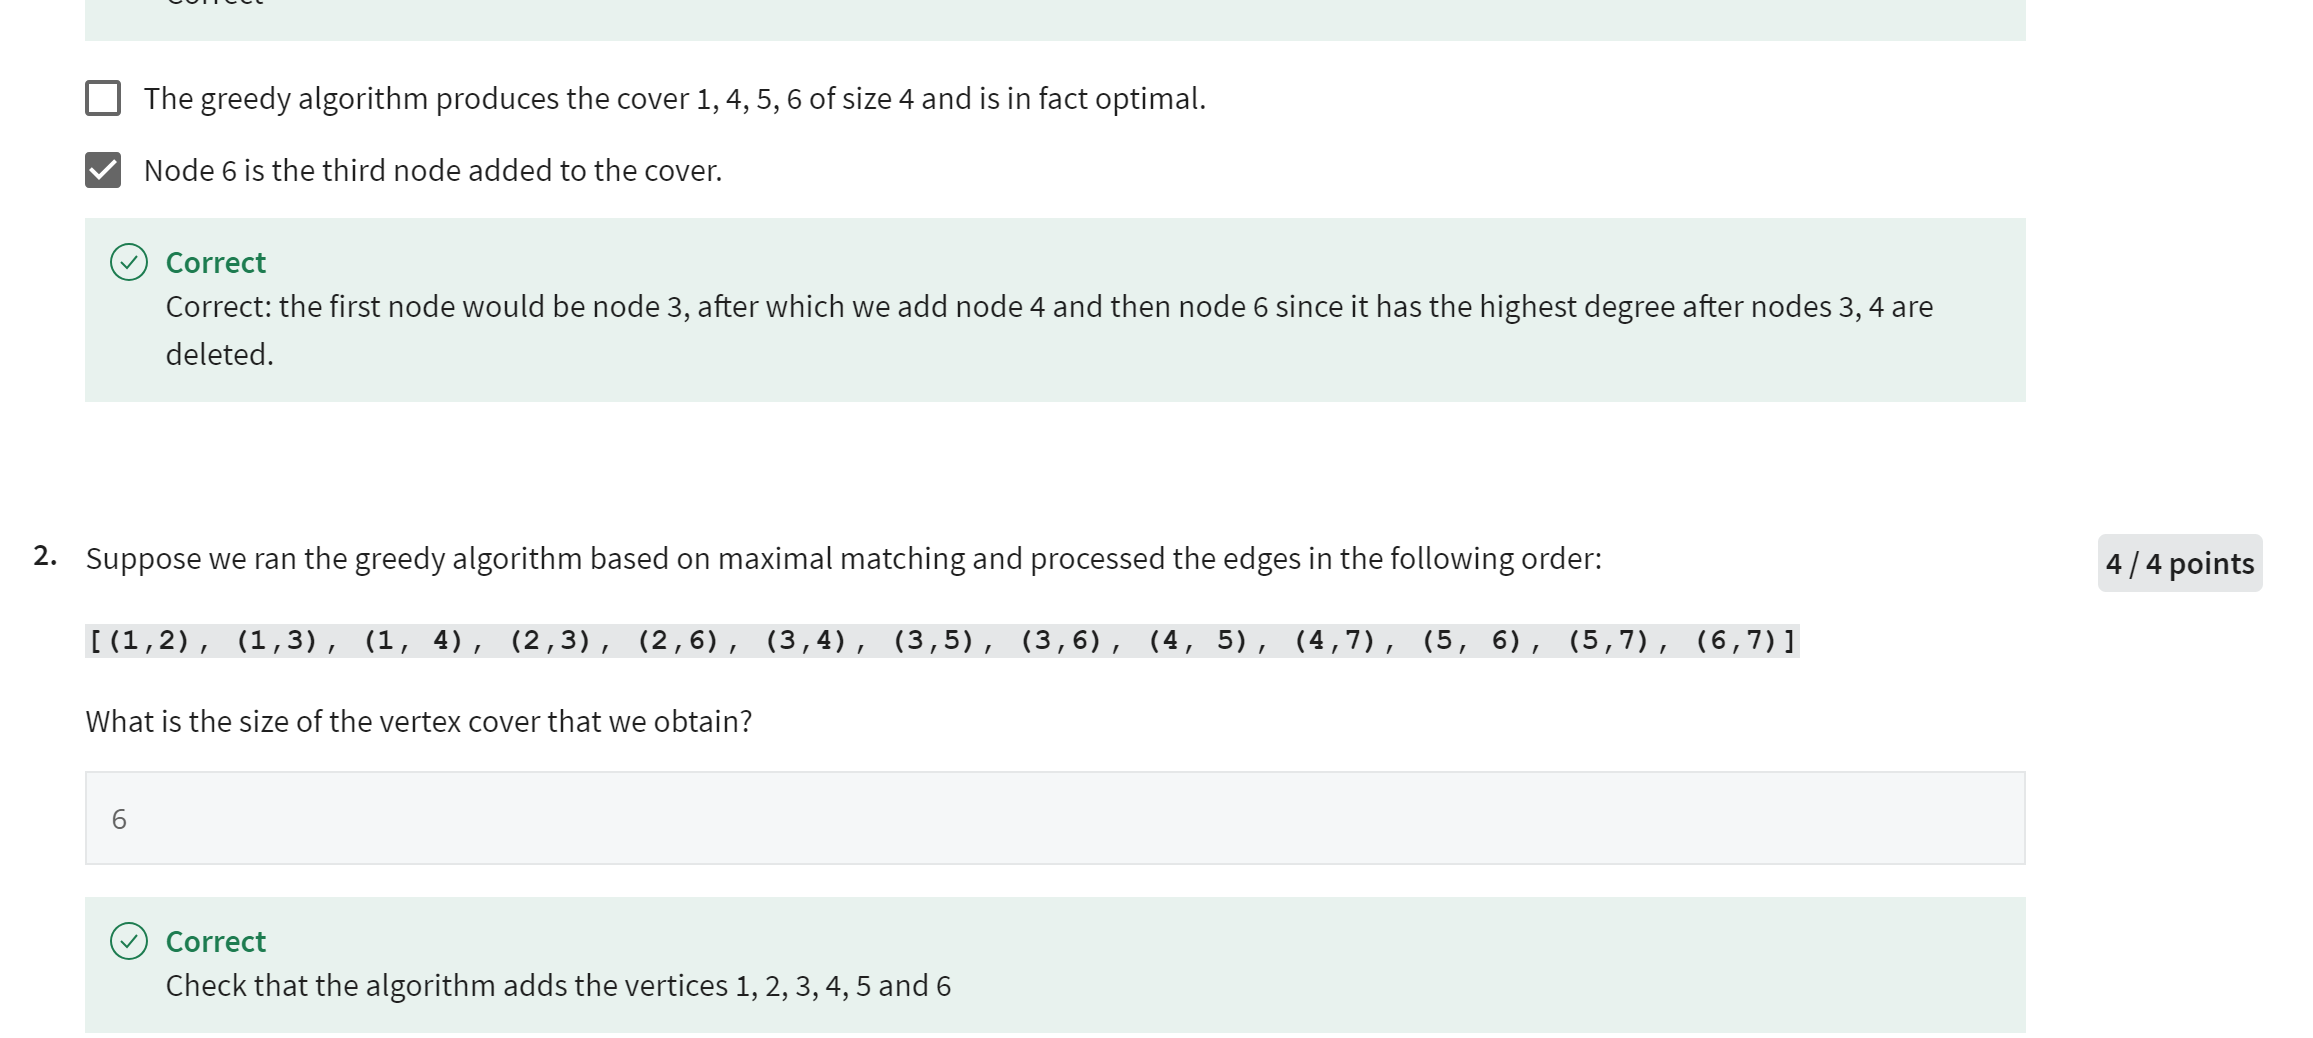 The greedy algorithm produces the cover 1, 4, 5, 6 of size 4 and is in fact optimal.
Node 6 is the third node added to the cover.
Correct
Correct: the first node would be node 3, after which we add node 4 and then node 6 since it has the highest degree after nodes 3, 4 are
deleted.
2. Suppose we ran the greedy algorithm based on maximal matching and processed the edges in the following order:
4 / 4 points
[(1,2), (1,3), (1, 4), (2,3), (2,6), (3,4), (3,5), (3,6), (4, 5), (4,7), (5, 6), (5,7), (6,7)]
What is the size of the vertex cover that we obtain?
6
Correct
Check that the algorithm adds the vertices 1, 2, 3, 4, 5 and 6